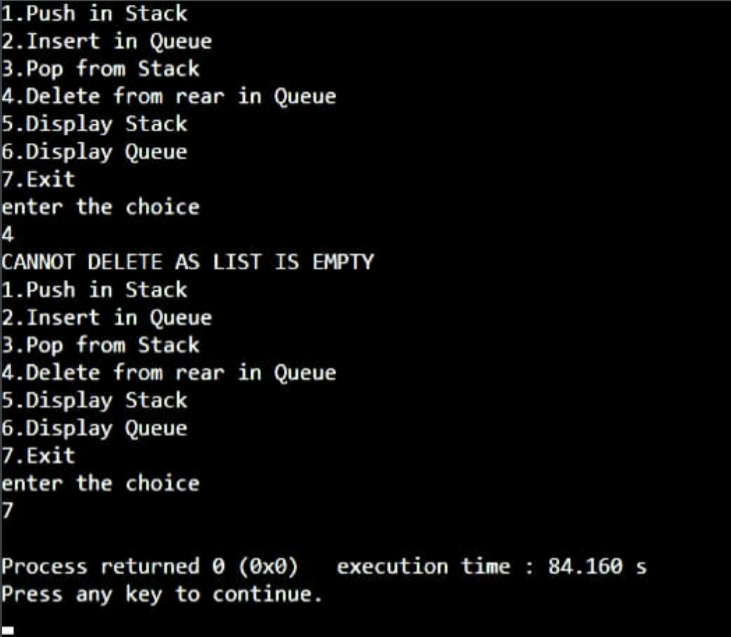 1.Push in Stack
2.Insert in Queue
3.Pop from Stack
4.Delete from rear in Queue
5.Display Stack
6.Display Queue
7.Exit
enter the choice
4
CANNOT DELETE AS LIST IS EMPTY
1.Push in Stack
2.Insert in Queue
3.Pop from Stack
4.Delete from rear in Queue
5.Display Stack
6.Display Queue
7.Exit
enter the choice
7
Process returned 0 (0x0)   execution time : 84.160 s
Press any key to continue.